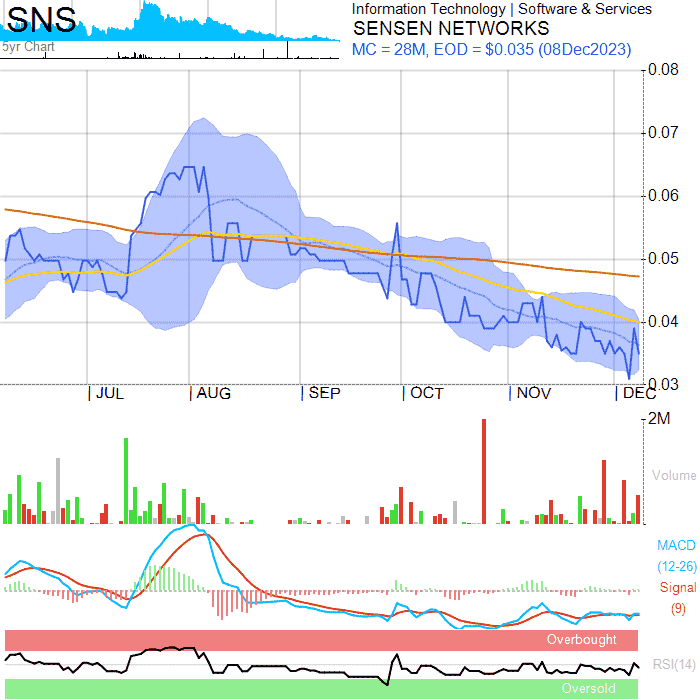 SNS
5yr Chart
Information Technology | Software & Services
SENSEN NETWORKS
MC = 28M, EOD = $0.035 (08Dec2023)
0.08
0.07
0.06
0.05
0.04
0.03
| JUL | AUG | SEP | OCT | NOV | DEC
2M
Volume
MACD
(12-26)
Signal
(9)
Overbought
RSI(14)
Oversold